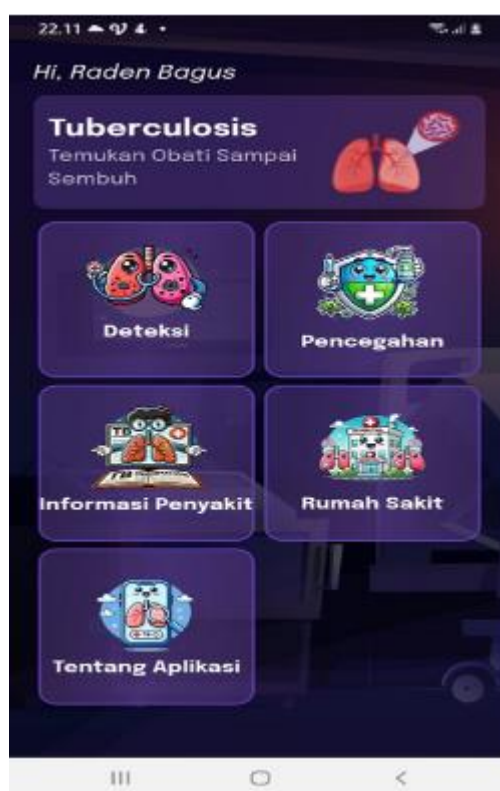 22.11
Hi, Raden Bagus
Tuberculosis
Temukan Obati Sampai
Sembuh
Deteksi
Pencegahan
Informasi Penyakit
Rumah Sakit
Tentang Aplikasi